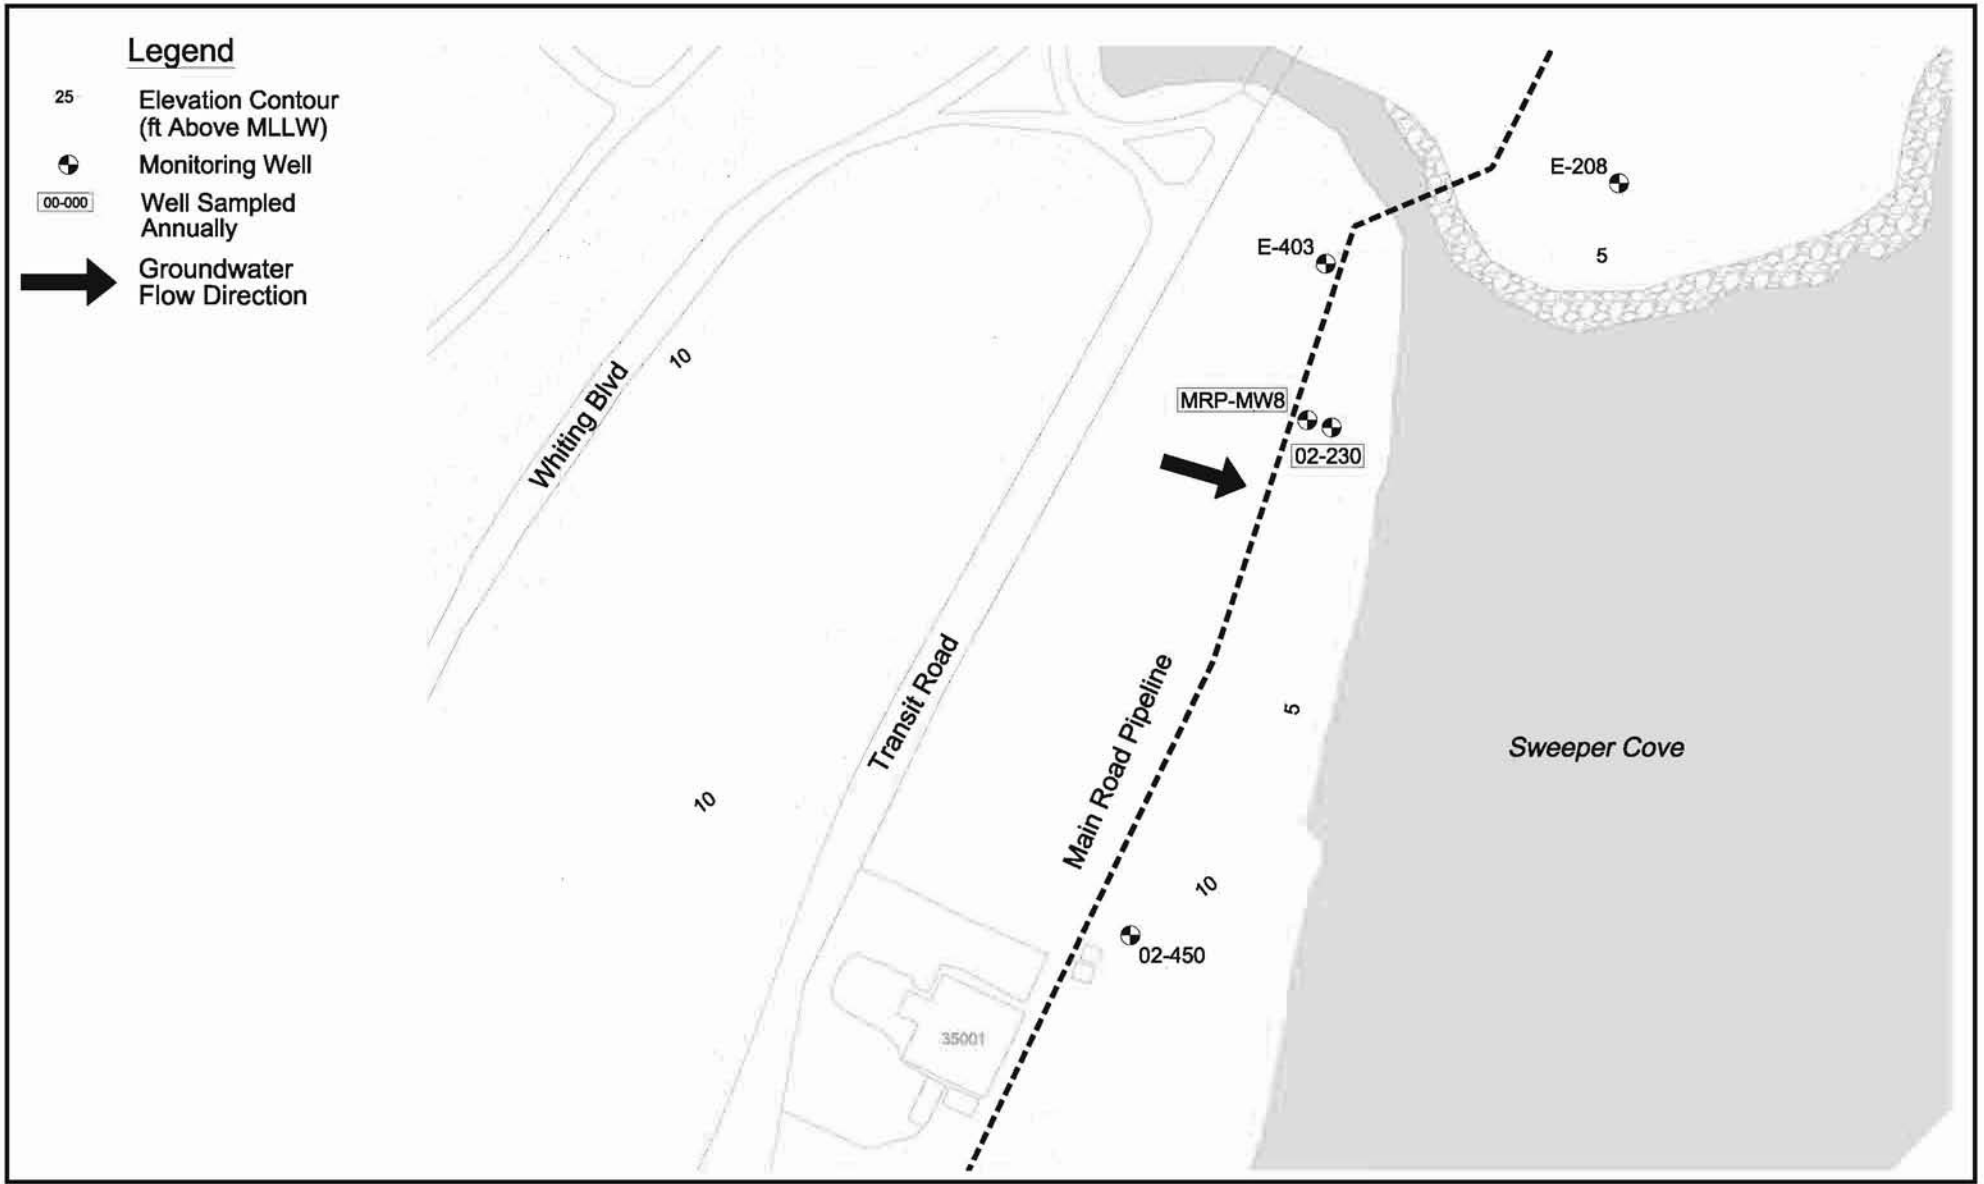 Legend
25
Elevation Contour
(ft Above MLLW)
Monitoring Well
00-000
Well Sampled
Annually
Groundwater
Flow Direction
E-208
E-403
5
10
Whiting Blvd
MRP-MW8
02-230
Transit Road
Main Road Pipeline
5
Sweeper Cove
10
10
02-450
35001